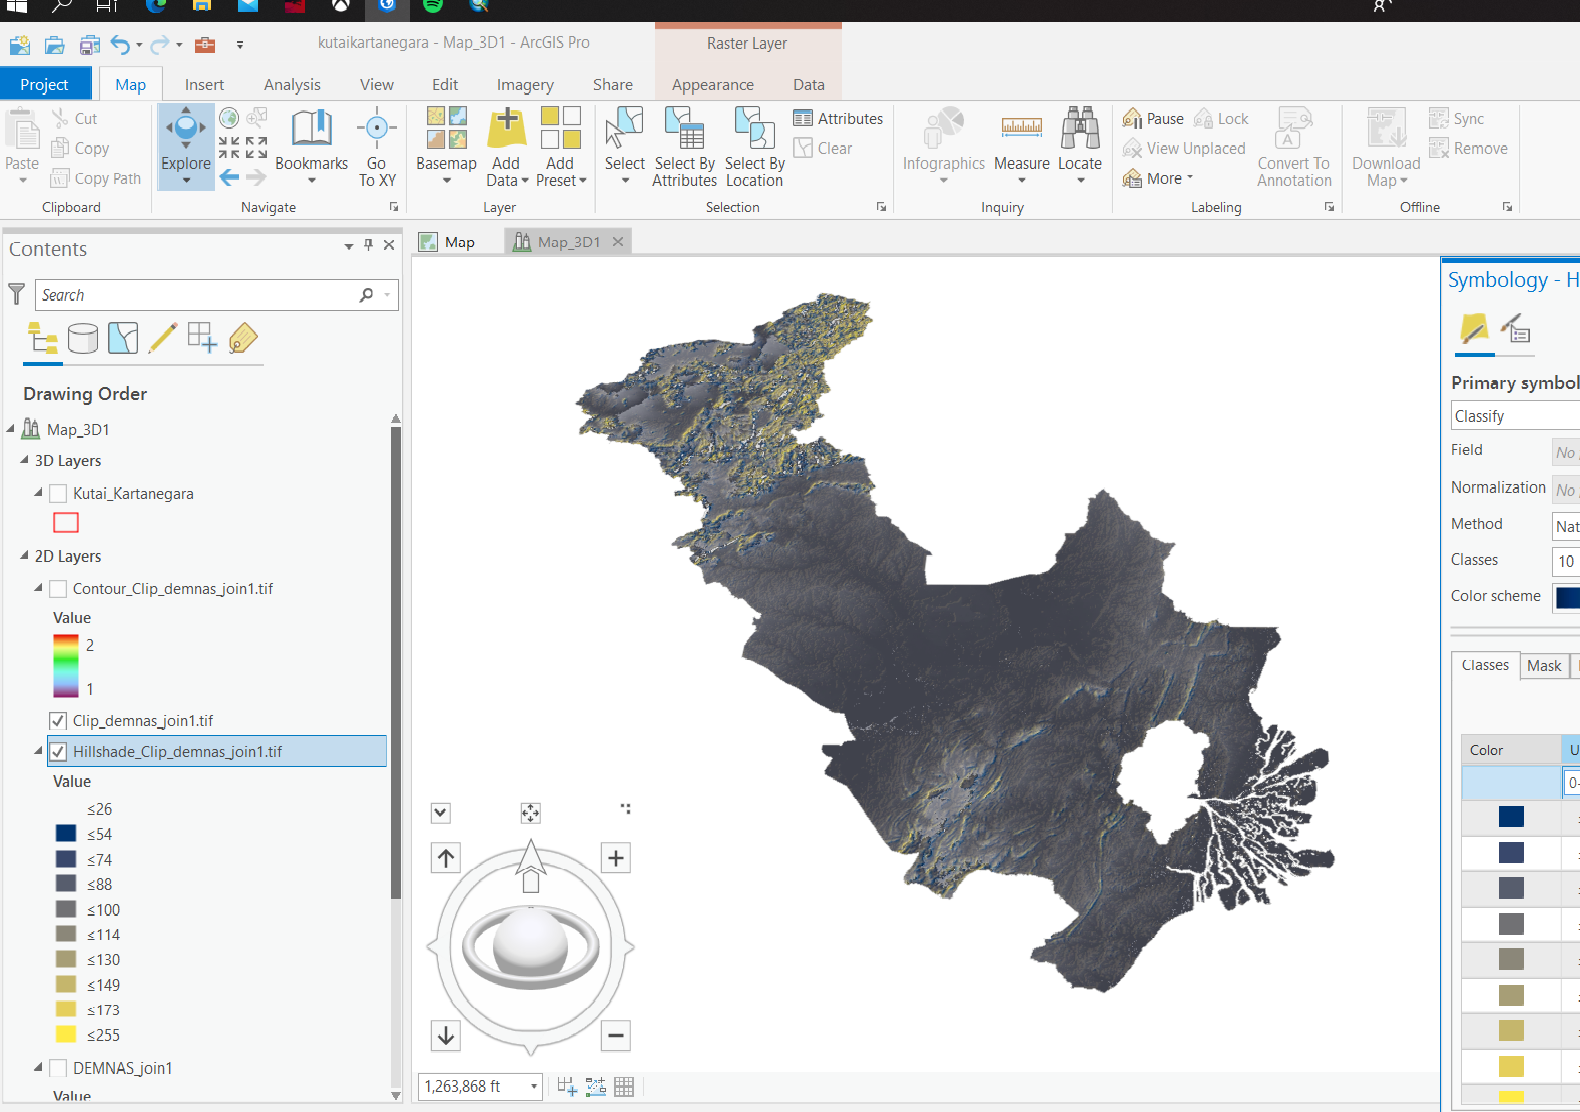 kutaikartanegara - Map_3D1 - ArcGIS Pro
Raster Layer
Project
Map
Insert
Analysis
View
Edit
Imagery
Share
Appearance
Data
Paste
Cut
Copy
Copy Path
Clipboard
Explore
Bookmarks
Go
To XY
Navigate
Basemap
Add
Data
Add
Preset
Layer
Select
Select By
Attributes
Select By
Location
Attributes
Clear
Selection
Infographics
Measure
Locate
Inquiry
Pause
Lock
View Unplaced
More
Convert To
Annotation
Labeling
Download
Map
Sync
Remove
Offline
Contents
Search
Drawing Order
Map_3D1
3D Layers
Kutai_Kartanegara
2D Layers
Contour_Clip_demnas_join1.tif
Value
2
1
Clip_demnas_join1.tif
Hillshade_Clip_demnas_join1.tif
Value
≤26
≤54
≤74
≤88
≤100
≤114
≤130
≤149
≤173
≤255
DEMNAS_join1
Value
Map
Map_3D1
1,263,868 ft
Symbology - H
Primary symbol
Classify
Field
No
Normalization
No
Method
Nat
Classes
10
Color scheme
Classes
Mask
Color
U
0-